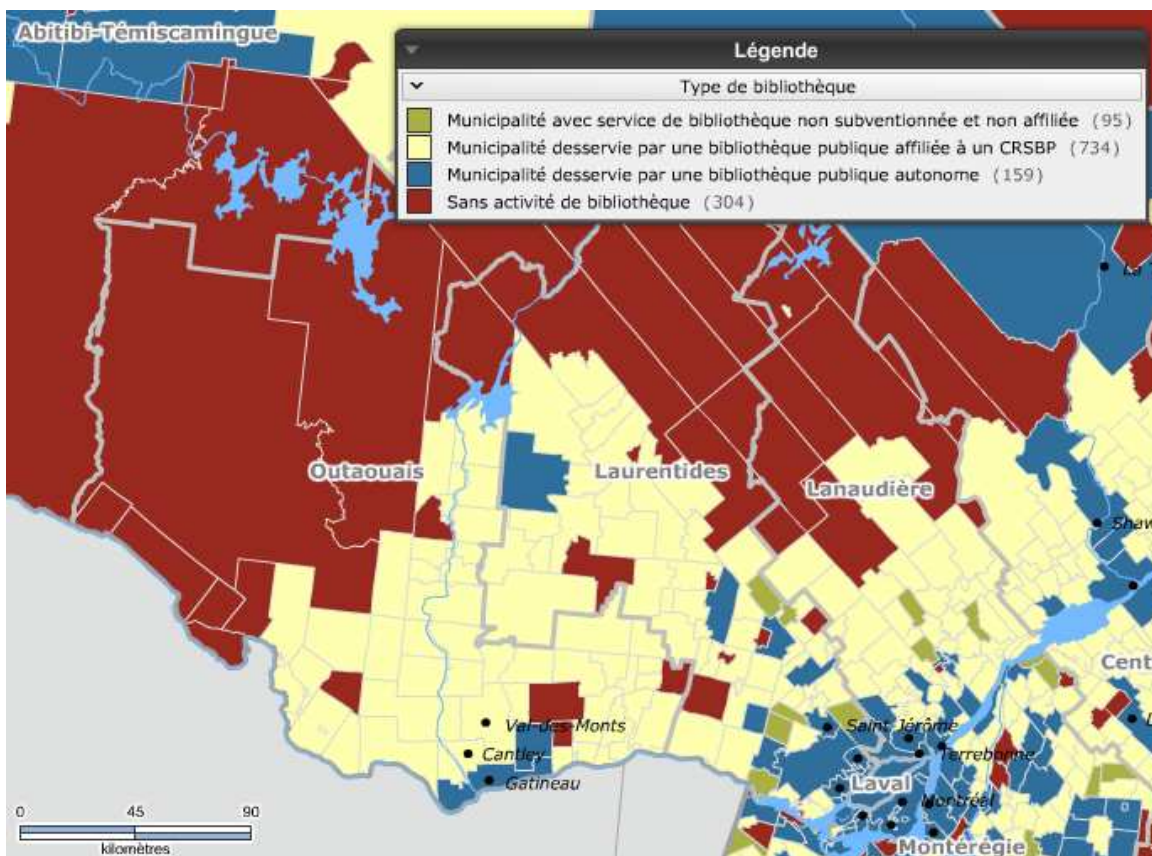 Abitibi-Témiscamingue
Légende
Type de bibliothèque
Municipalité avec service de bibliothèque non subventionnée et non affiliée (95)
Municipalité desservie par une bibliothèque publique affiliée à un CRSBP (734)
Municipalité desservie par une bibliothèque publique autonome (159)
Sans activité de bibliothèque (304)
La
Outaouais
Laurentides
Lanaudière
Shaw
Cent
Val-des-Monts
Saint Jérôme
Cantley
Terrebonne
Gatineau
Laval
Montréal
Montérégie
0 45 90
kilomètres